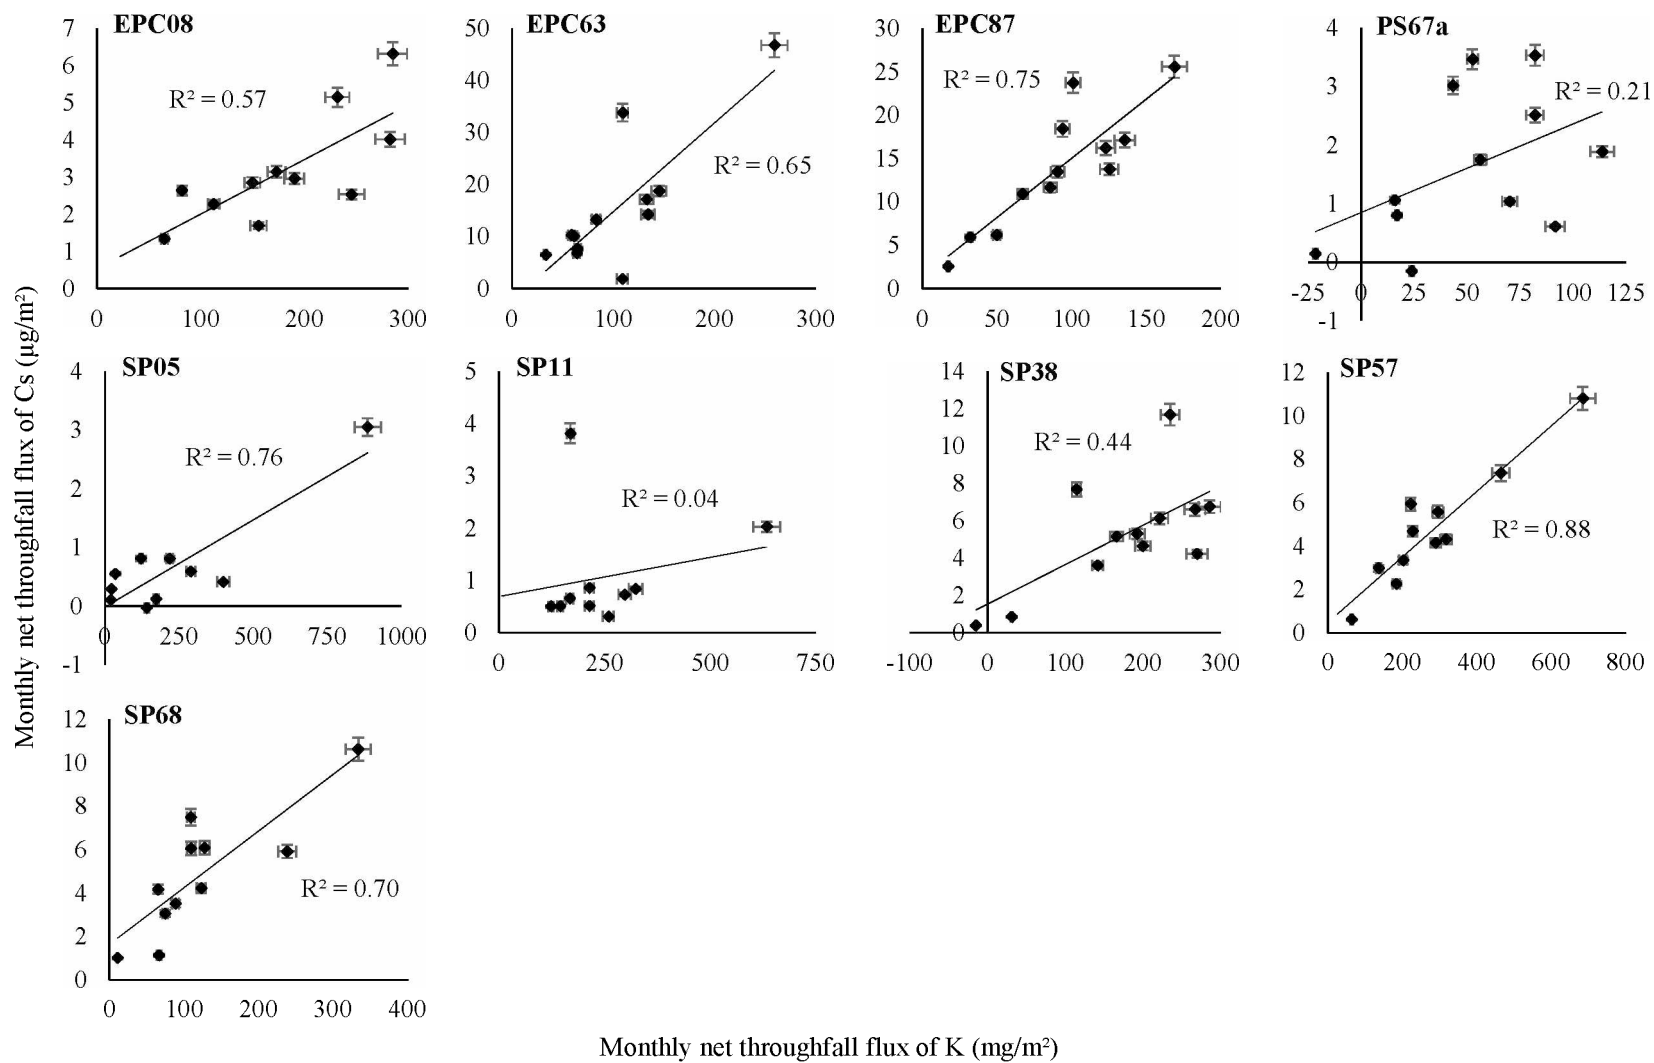 EPC08
7
6
5
4
3
2
1
0
0 100 200 300
R² = 0.57
EPC63
50
40
30
20
10
0
0 100 200 300
R² = 0.65
EPC87
30
25
20
15
10
5
0
0 50 100 150 200
R² = 0.75
PS67a
4
3
2
1
0
-1
-25 0 25 50 75 100 125
R² = 0.21
Monthly net throughfall flux of Cs (µg/m²)
SP05
4
3
2
1
0
-1
0 250 500 750 1000
R² = 0.76
SP11
5
4
3
2
1
0
0 250 500 750
R² = 0.04
SP38
14
12
10
8
6
4
2
0
-100 0 100 200 300
R² = 0.44
SP57
12
10
8
6
4
2
0
0 200 400 600 800
R² = 0.88
SP68
12
10
8
6
4
2
0
0 100 200 300 400
R² = 0.70
Monthly net throughfall flux of K (mg/m²)